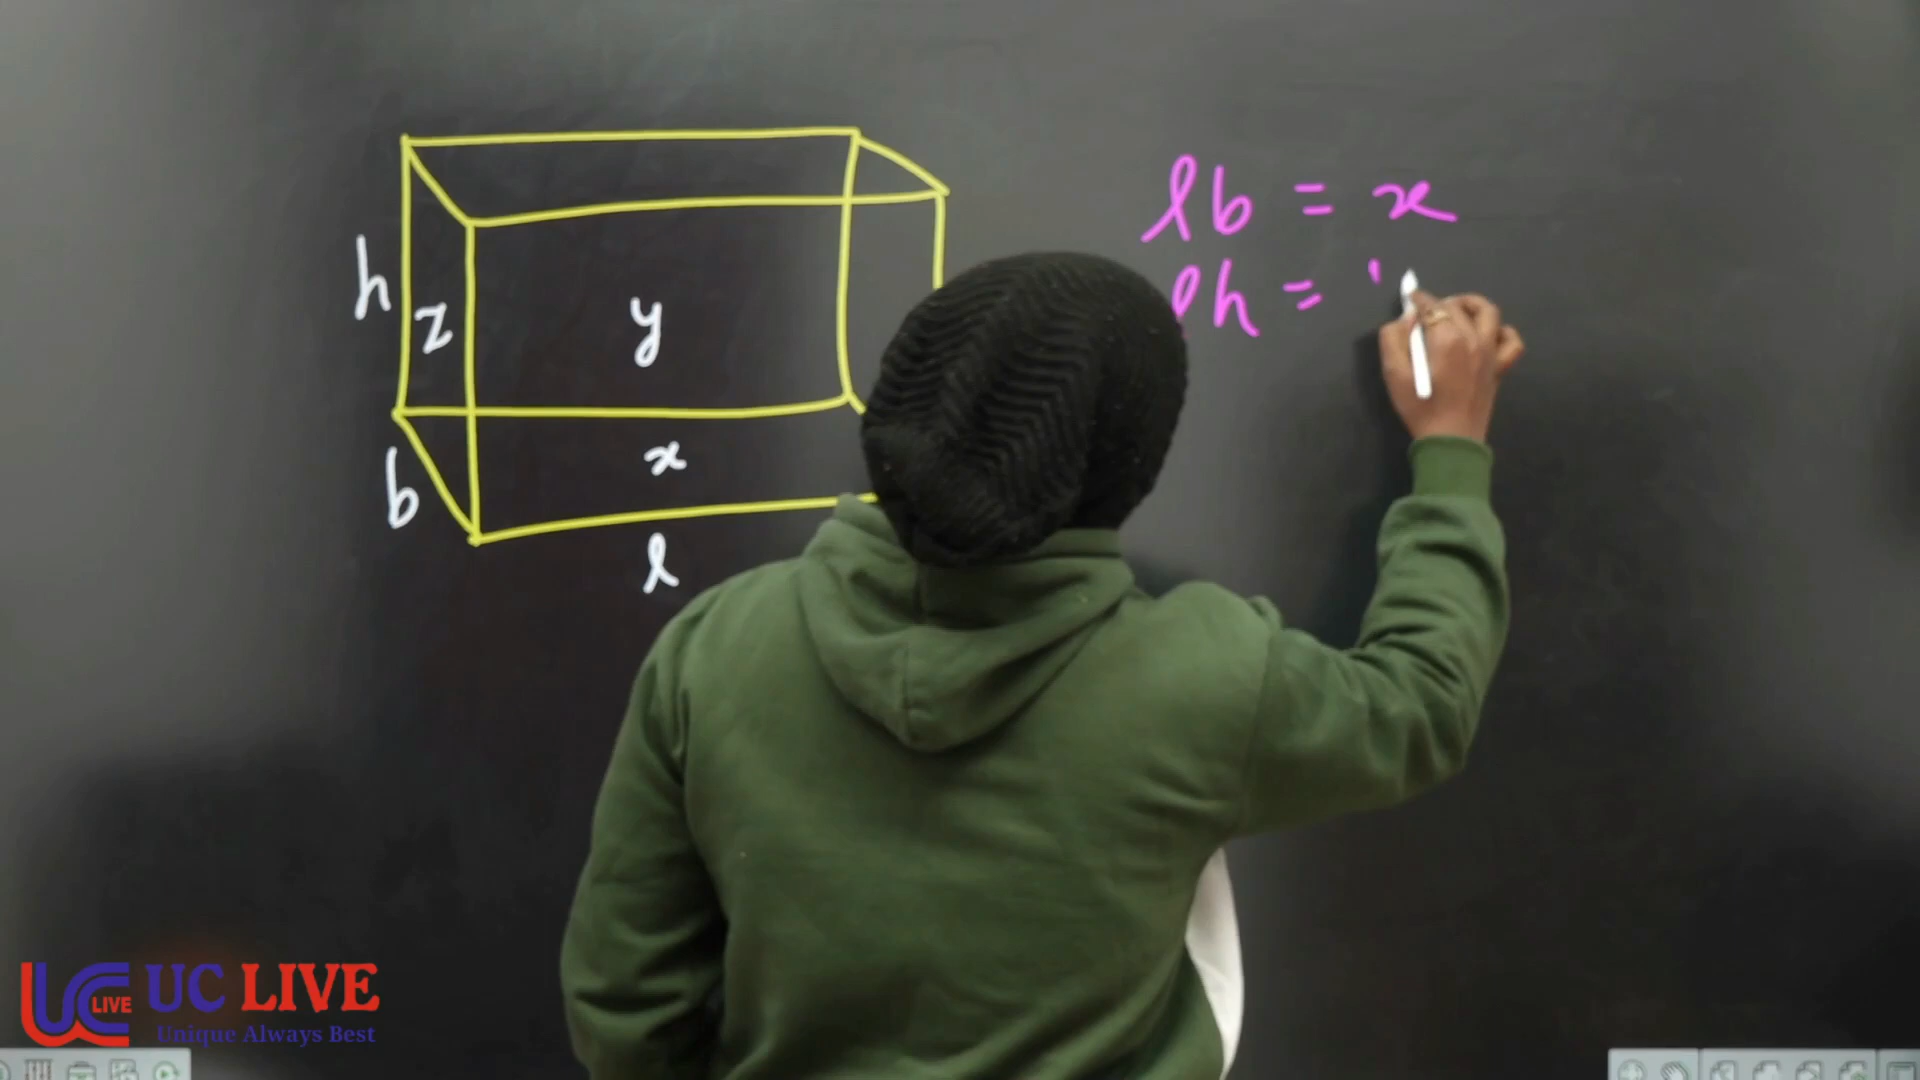 lb = x
lh =
h
z
y
b
x
l
LIVE
UC LIVE
Unique Always Best